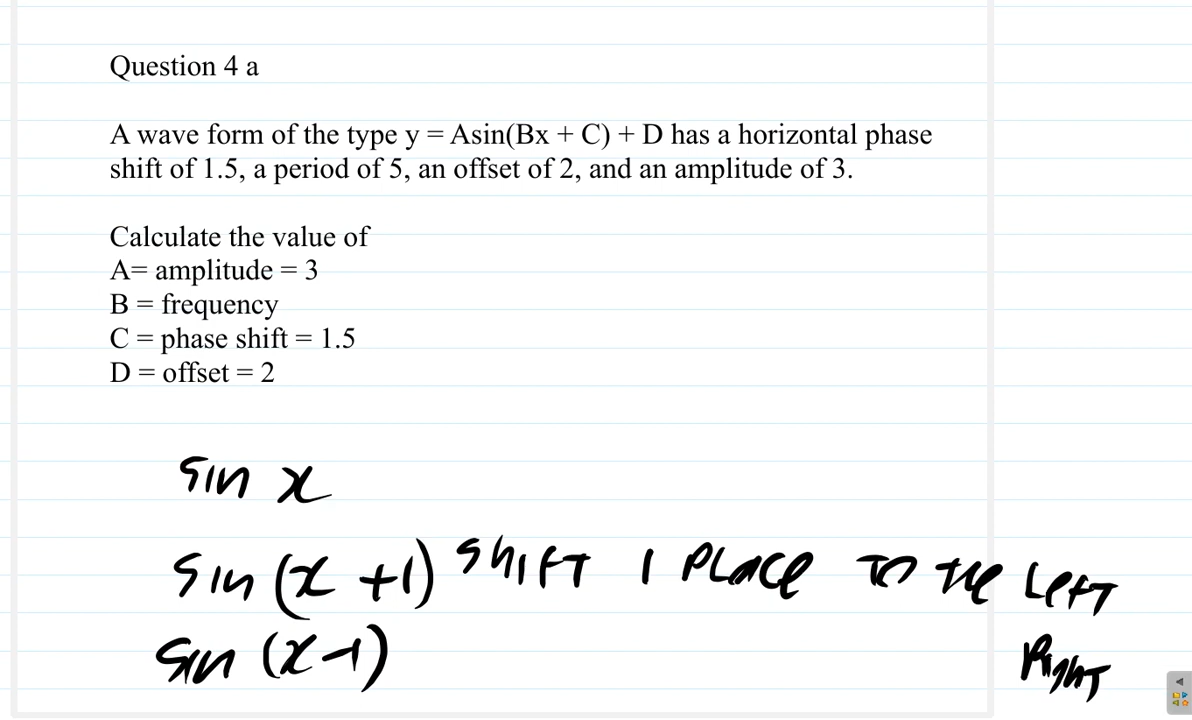 Question 4 a
A wave form of the type y = Asin(Bx + C) + D has a horizontal phase
shift of 1.5, a period of 5, an offset of 2, and an amplitude of 3.
Calculate the value of
A= amplitude = 3
B = frequency
C = phase shift = 1.5
D = offset = 2
sin x
sin (x +1) shift 1 PLace To THe Left
sin (x-1) Right